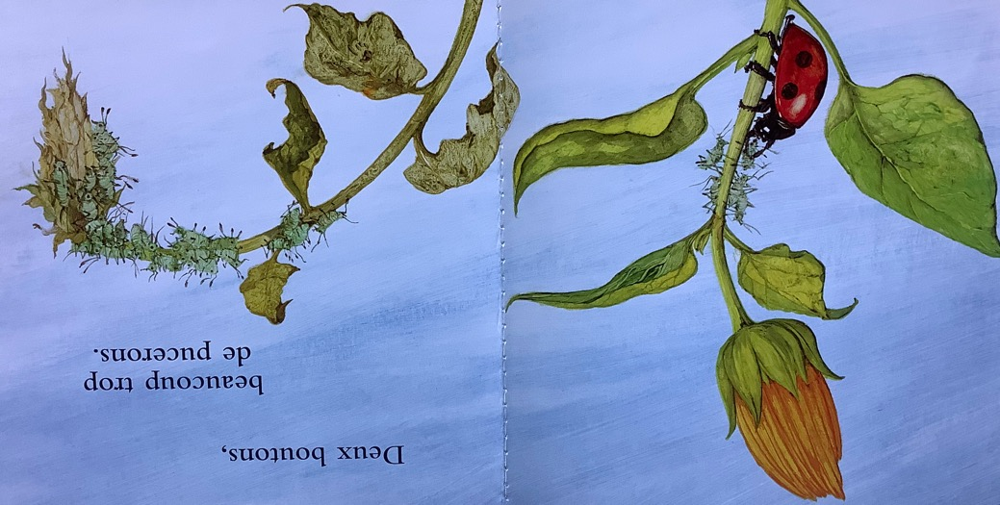 Deux boutons,
beaucoup trop
de pucerons.